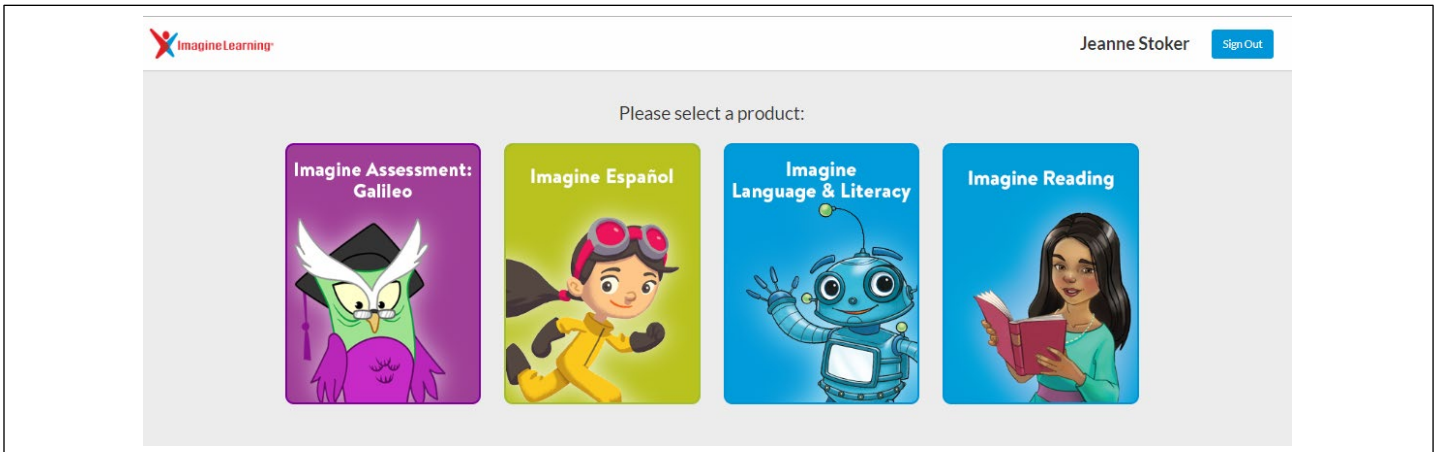 ImagineLearning
Jeanne Stoker
Sign Out
Please select a product:
Imagine Assessment:
Galileo
Imagine Español
Imagine
Language & Literacy
Imagine Reading